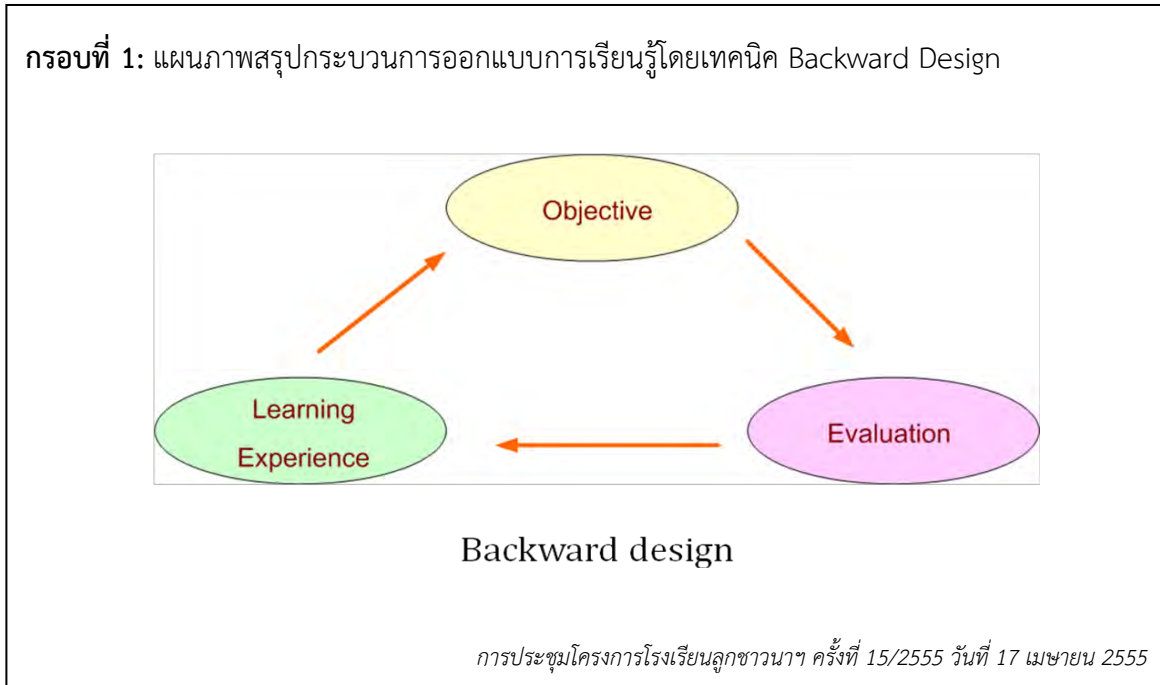 กรอบที่ 1: แผนภาพสรุปกระบวนการออกแบบการเรียนรู้โดยเทคนิค Backward Design
Objective
Learning
Experience
Evaluation
Backward design
การประชุมโครงการโรงเรียนลูกชาวนาฯ ครั้งที่ 15/2555 วันที่ 17 เมษายน 2555